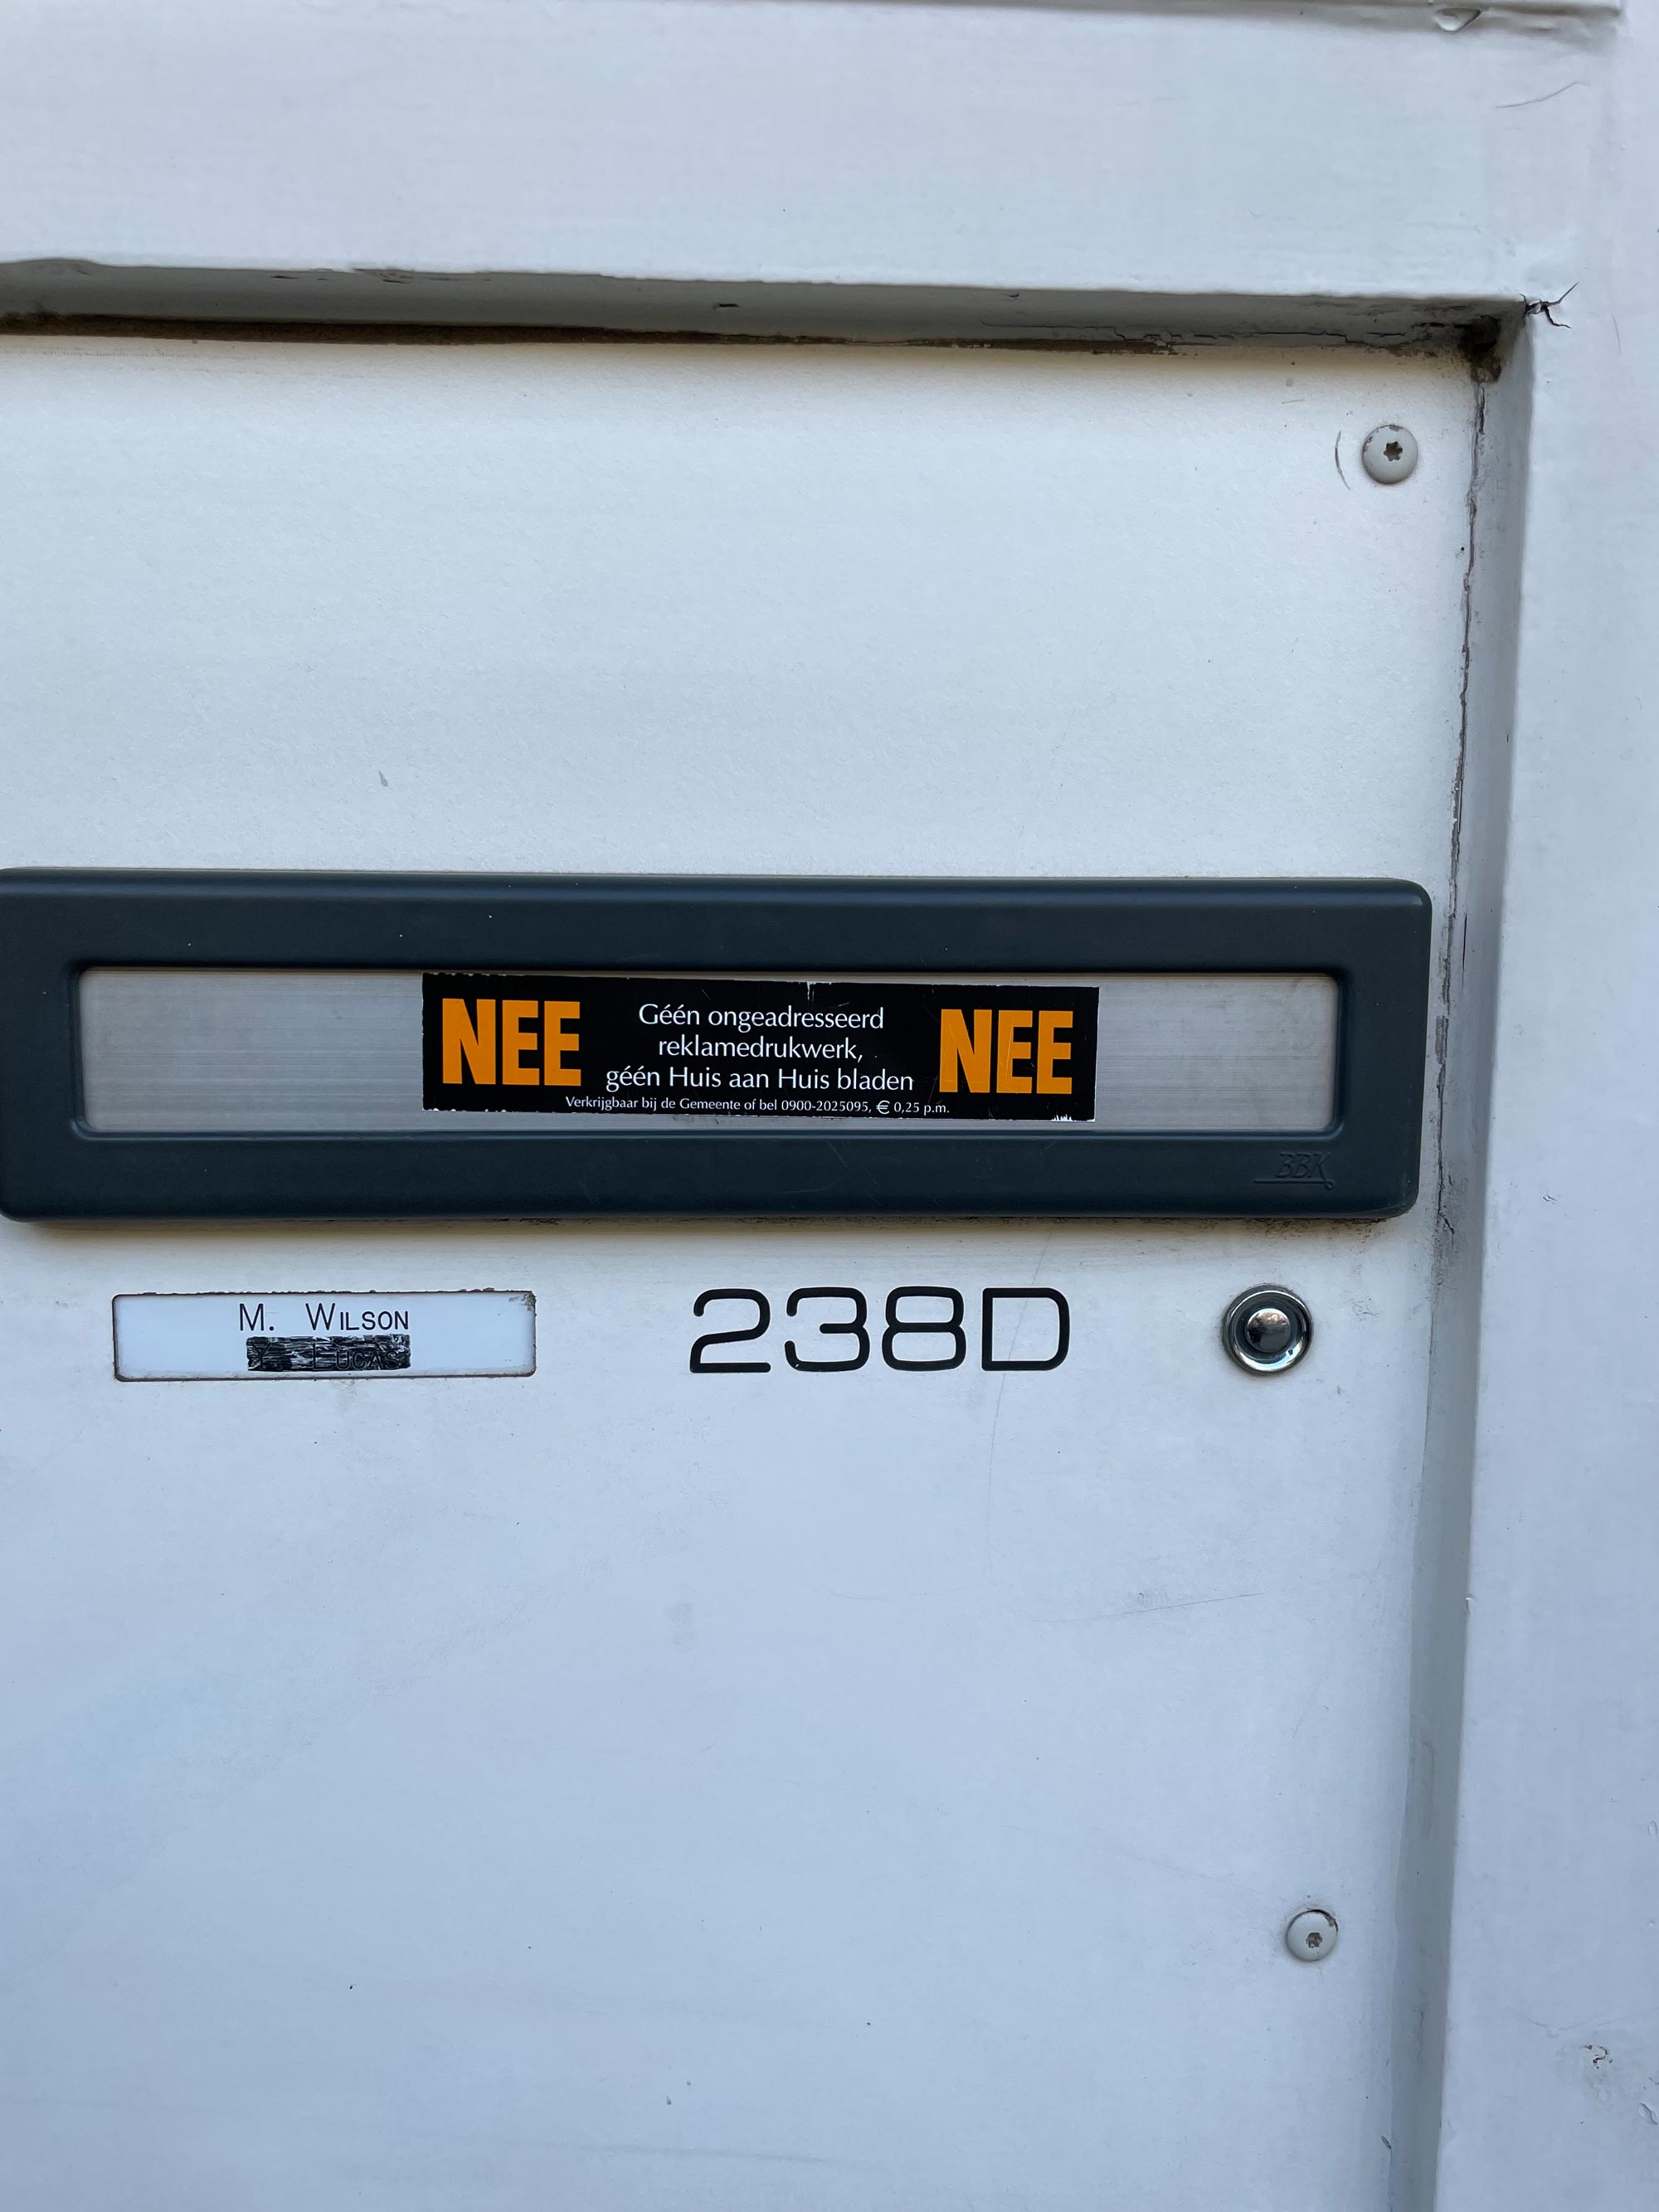 NEE
Géén ongeadresseerd
reklamedrukwerk,
géén Huis aan Huis bladen
NEE
Verkrijgbaar bij de Gemeente of bel 0900-2025095, € 0,25 p.m.
BBK
M. WILSON
LUCAS
238D